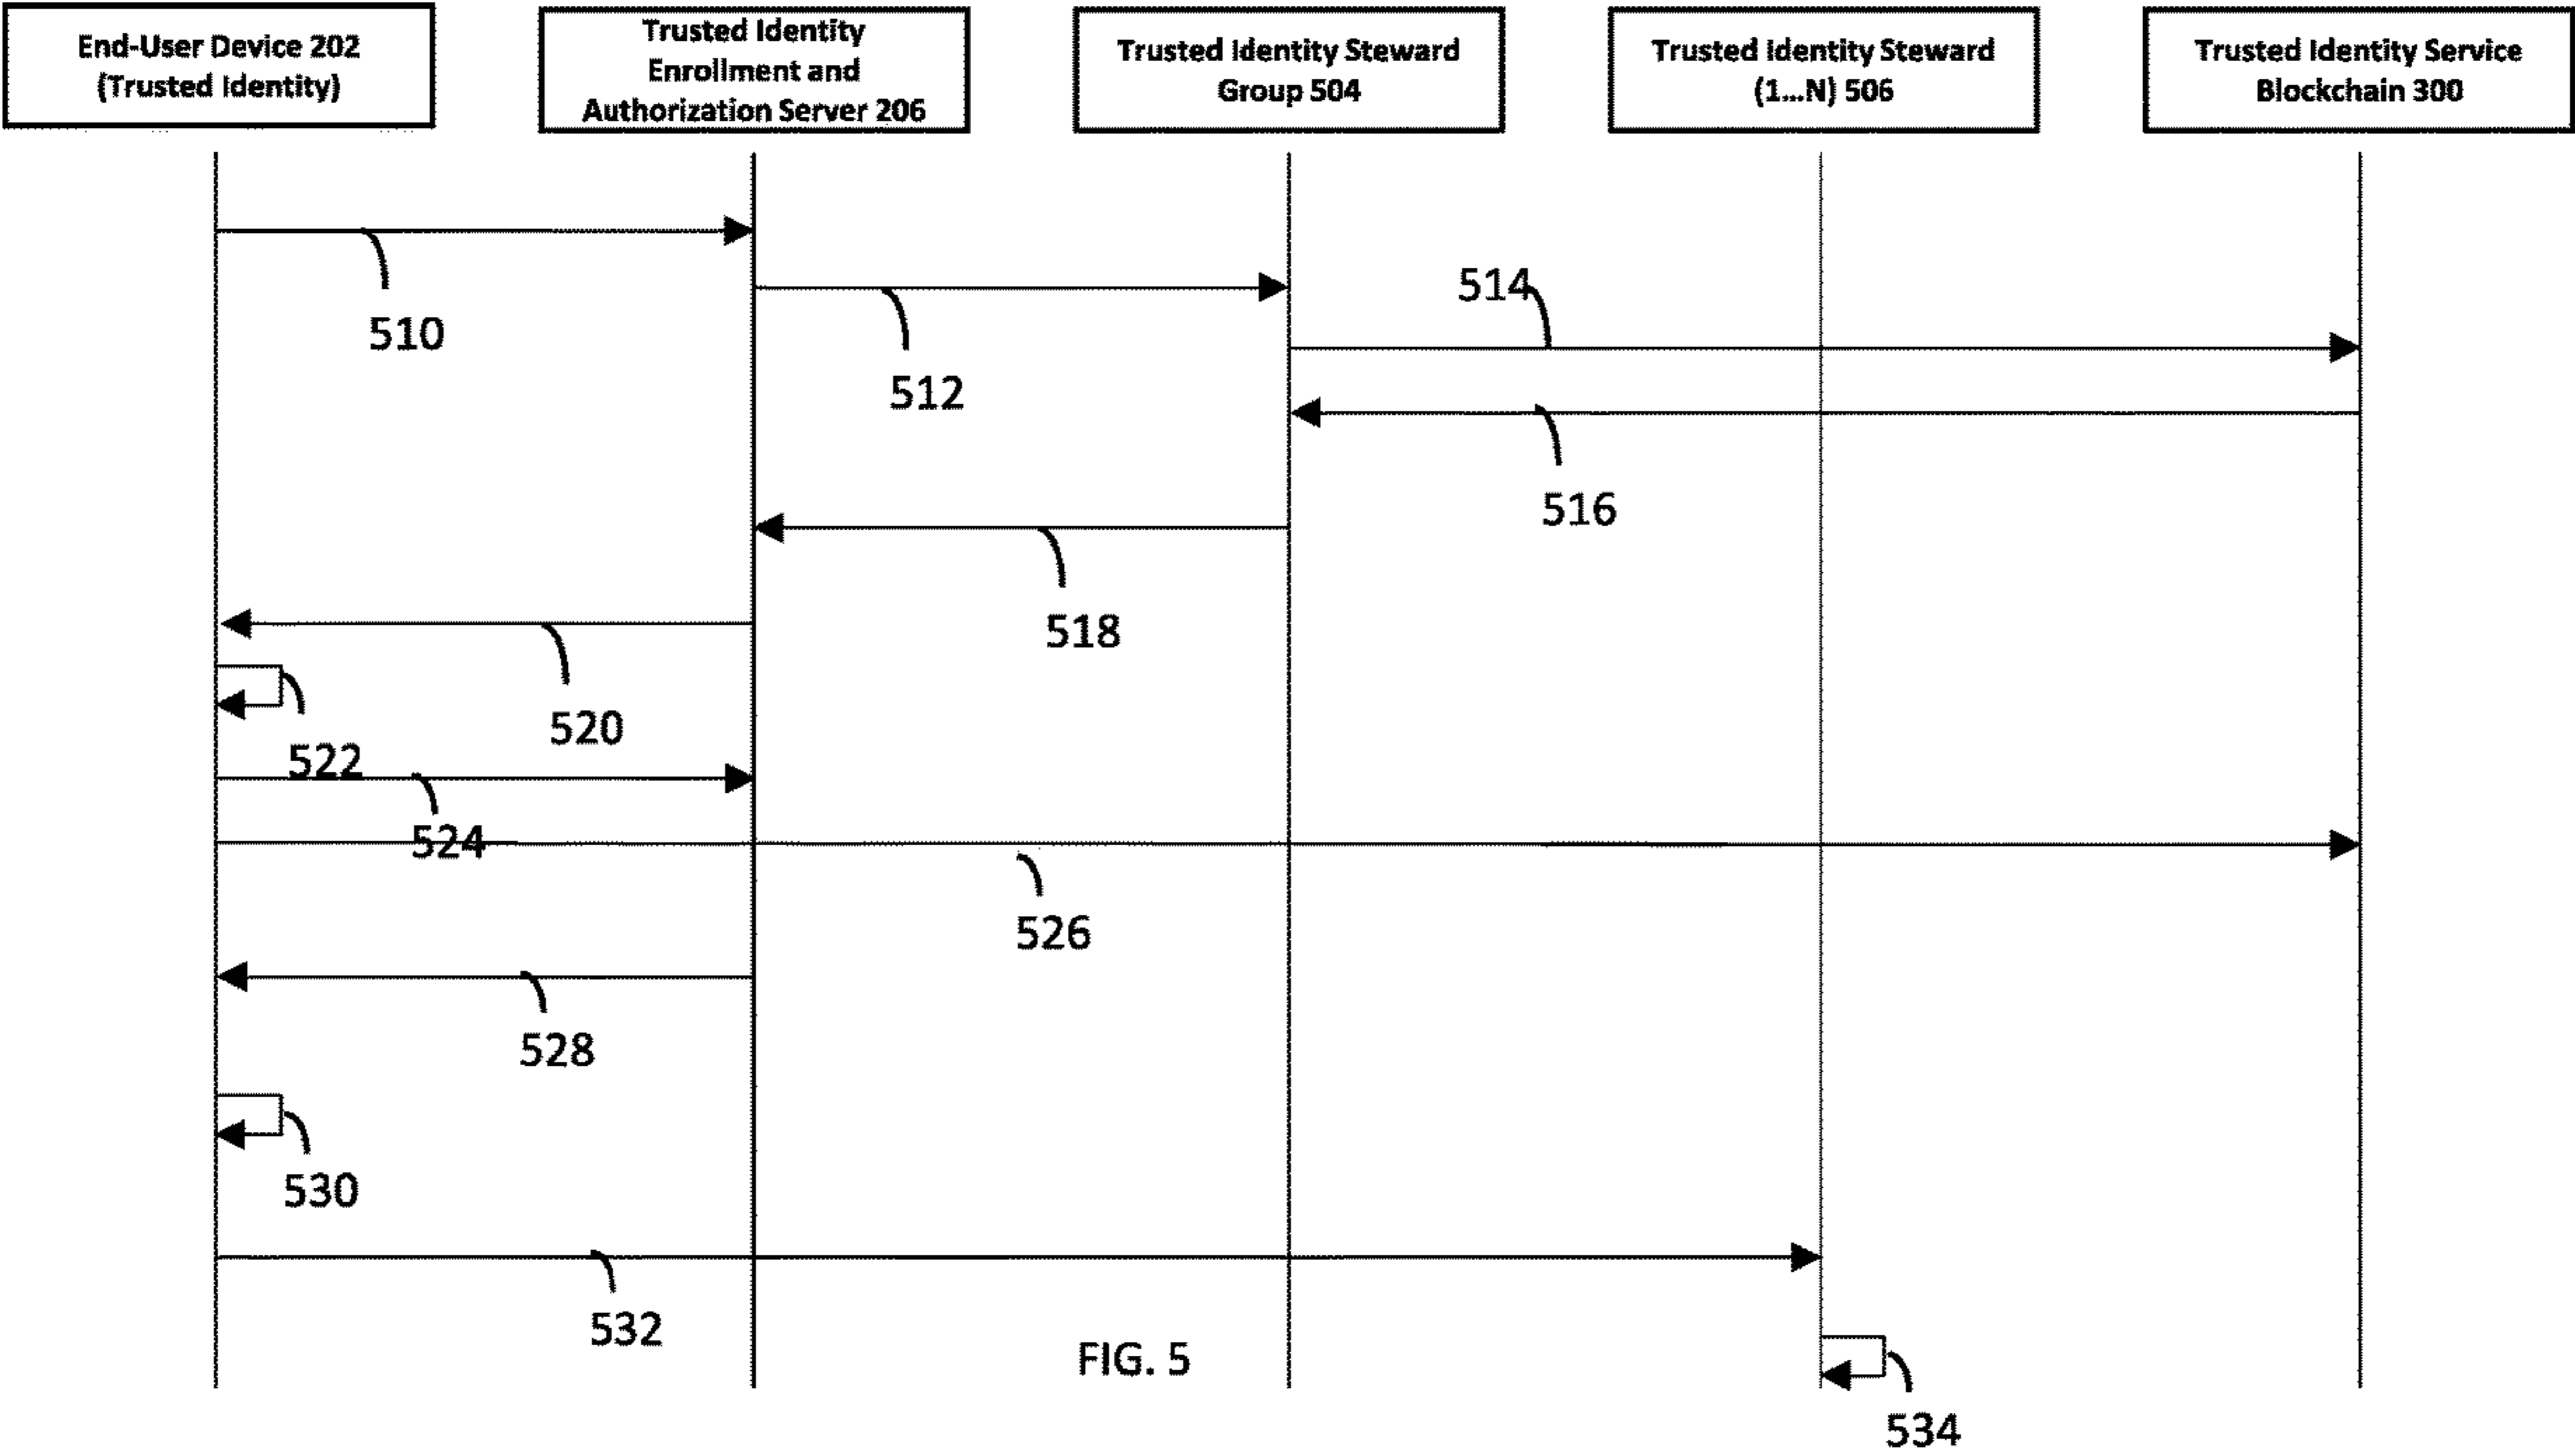 End-User Device 202
(Trusted Identity)
Trusted Identity
Enrollment and
Authorization Server 206
Trusted Identity Steward
Group 504
Trusted Identity Steward
(1...N) 506
Trusted Identity Service
Blockchain 300
510
512
514
516
518
520
522
524
526
528
530
532
FIG. 5
534